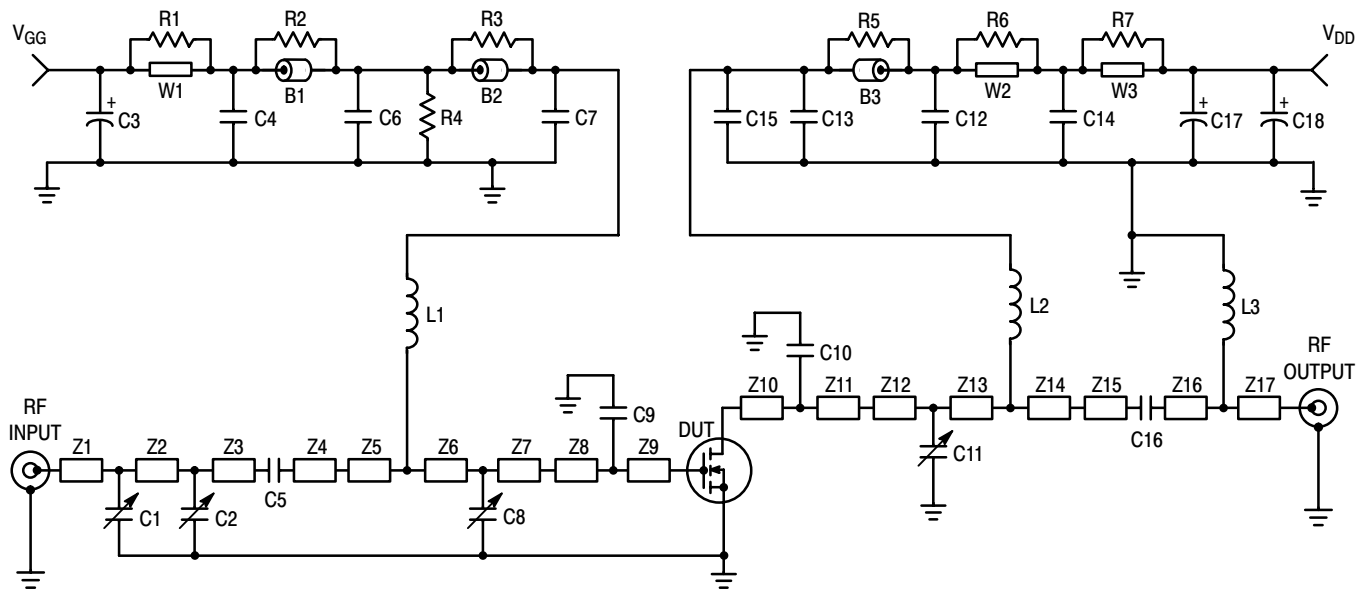 R1 R2 R3 R5 R6 R7
VGG VDD
W1 B1 B2 B3 W2 W3
+ C3 C4 C6 R4 C7 C15 C13 C12 C14 + C17 + C18
L1 L2 L3
C10
RF INPUT
RF OUTPUT
Z10 Z11 Z12 Z13 Z14 Z15 Z16 Z17
C9
DUT
C11 C16
Z1 Z2 Z3 Z4 Z5 Z6 Z7 Z8 Z9
C5
C1 C2 C8